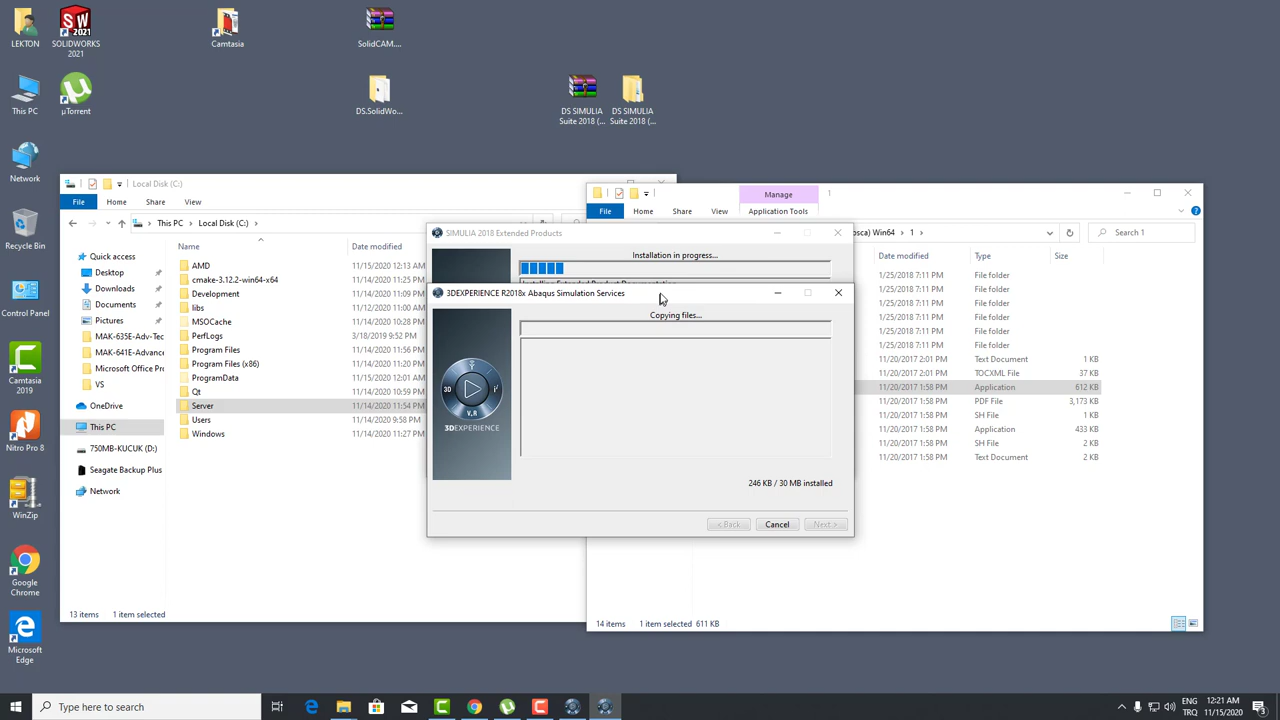 LEKTON
SOLIDWORKS
2021
Camtasia
SolidCAM....
This PC
µTorrent
DS.SolidWo...
DS SIMULIA
Suite 2018 (...
DS SIMULIA
Suite 2018 (...
Network
Recycle Bin
Control Panel
Camtasia
2019
Nitro Pro 8
WinZip
Google
Chrome
Microsoft
Edge
Local Disk (C:)
File
Home
Share
View
This PC
Local Disk (C:)
Name
Date modified
Quick access
Desktop
Downloads
Documents
Pictures
MAK-635E-Adv-Tec
MAK-641E-Advance
Microsoft Office Pro
VS
OneDrive
This PC
750MB-KUCUK (D:)
Seagate Backup Plus
Network
AMD 11/15/2020 12:13 AM
cmake-3.12.2-win64-x64 11/14/2020 11:25
Development 11/14/2020 11:09
libs 11/12/2020 11:00
MSOCache 11/14/2020 10:28
PerfLogs 3/18/2019 9:52 PM
Program Files 11/14/2020 11:56
Program Files (x86) 11/14/2020 11:50
ProgramData 11/15/2020 12:01
Qt 11/14/2020 10:59
Server 11/14/2020 11:54
Users 11/14/2020 9:58 PM
Windows 11/14/2020 11:27
13 items 1 item selected
Manage
1
File
Home
Share
View
Application Tools
osca) Win64
1
Search 1
Date modified
Type
Size
1/25/2018 7:11 PM File folder
1/25/2018 7:11 PM File folder
1/25/2018 7:11 PM File folder
1/25/2018 7:11 PM File folder
1/25/2018 7:11 PM File folder
1/25/2018 7:11 PM File folder
11/20/2017 2:01 PM Text Document 1 KB
11/20/2017 2:01 PM TOCXML File 37 KB
11/20/2017 1:58 PM Application 612 KB
11/20/2017 1:58 PM PDF File 3,173 KB
11/20/2017 1:58 PM SH File 2 KB
11/20/2017 1:58 PM Application 433 KB
11/20/2017 1:58 PM SH File 2 KB
11/20/2017 1:58 PM Text Document 2 KB
14 items 1 item selected 611 KB
SIMULIA 2018 Extended Products
Installation in progress...
3DEXPERIENCE R2018x Abaqus Simulation Services
Copying files...
3D
V,R
3DEXPERIENCE
246 KB / 30 MB installed
< Back
Cancel
Next >
Type here to search
ENG
TRQ
12:21 AM
11/15/2020